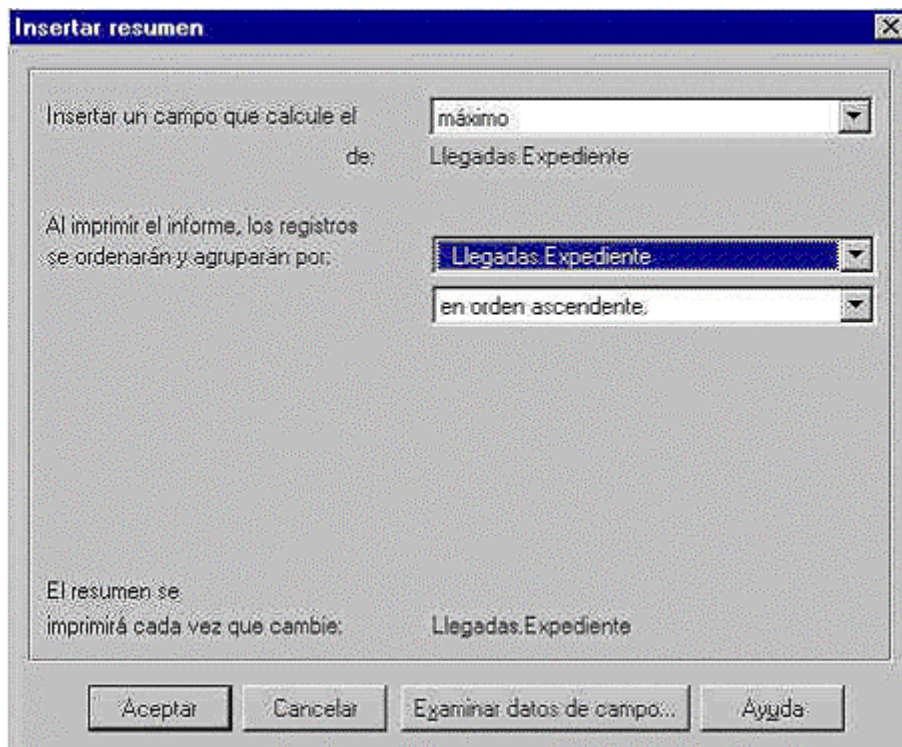 Insertar resumen
Insertar un campo que calcule el
máximo
de:
Llegadas.Expediente
Al imprimir el informe, los registros
se ordenarán y agruparán por:
Llegadas.Expediente
en orden ascendente.
El resumen se
imprimirá cada vez que cambie:
Llegadas.Expediente
Aceptar
Cancelar
Examinar datos de campo...
Ayuda